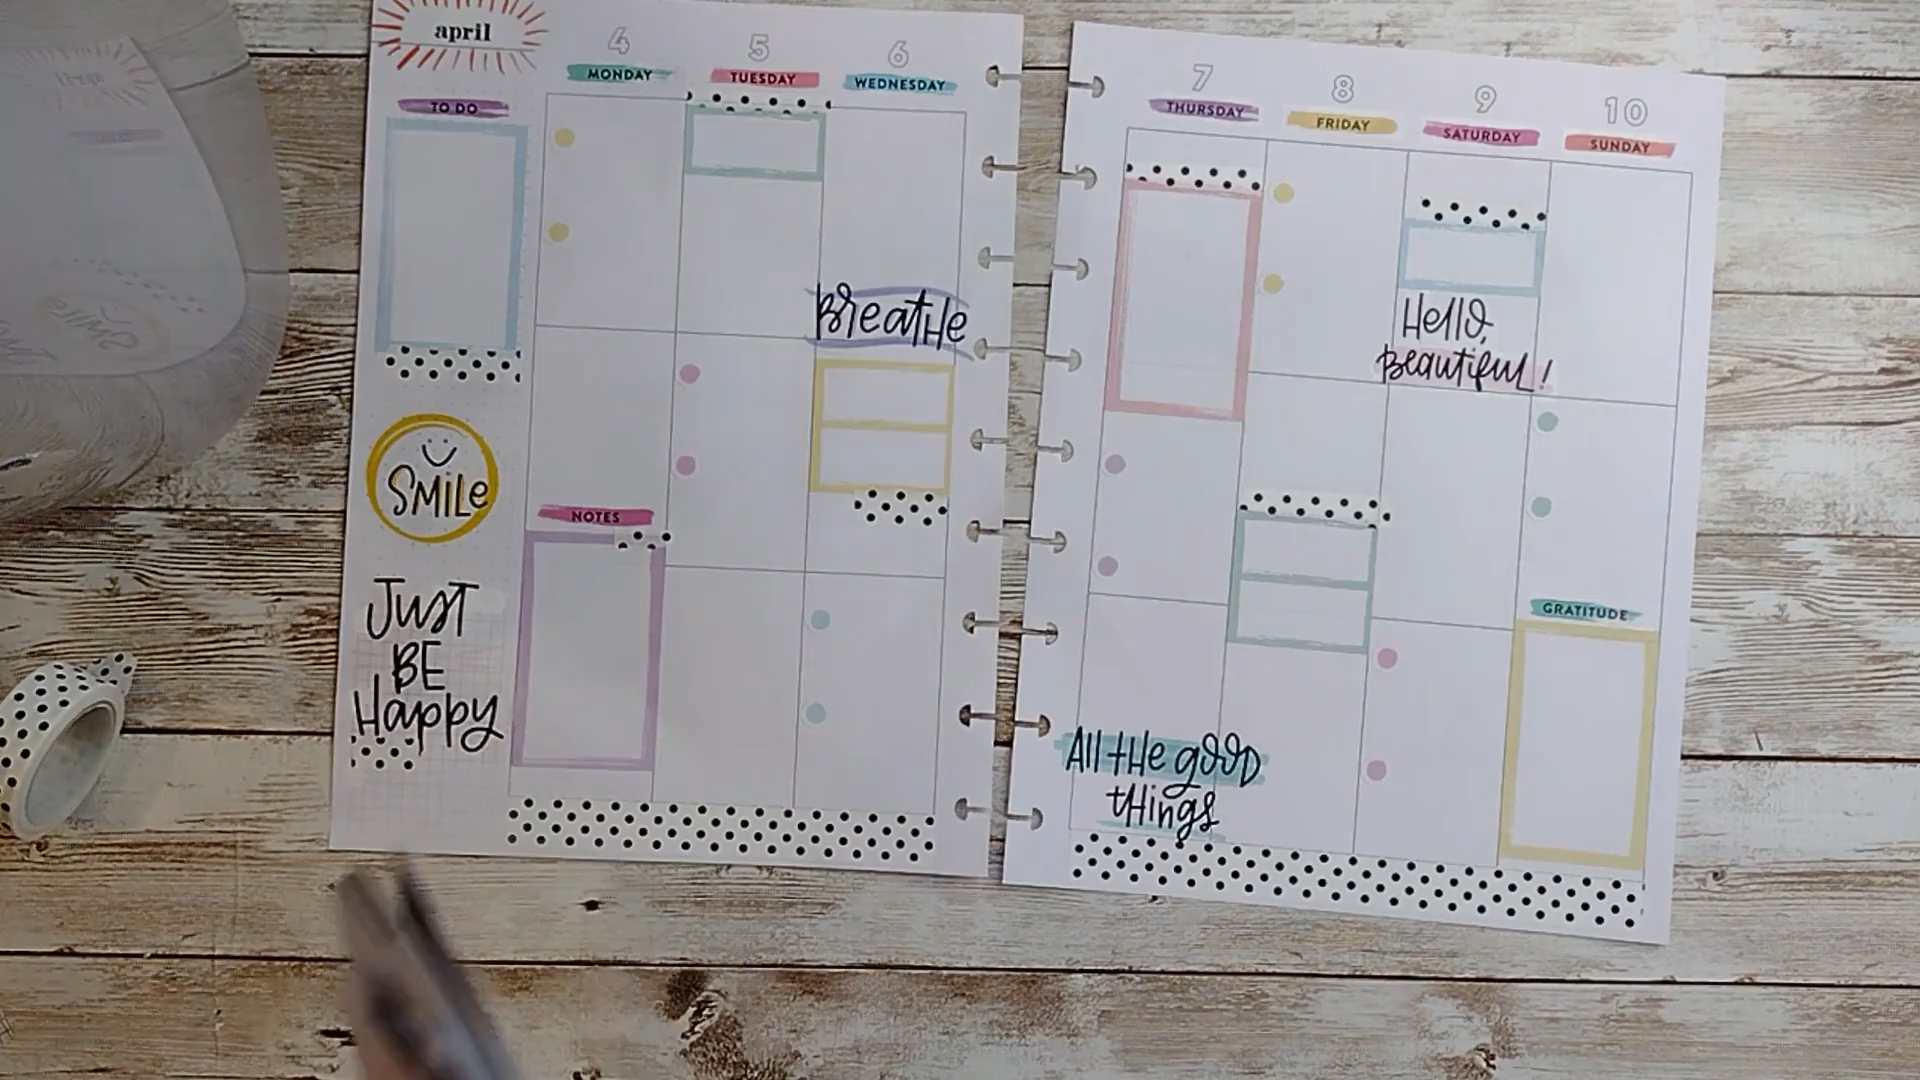 april
TO DO
4
MONDAY
5
TUESDAY
6
WEDNESDAY
BreatHe
SMiLe
NOTES
Just
BE
Happy
7
THURSDAY
8
FRIDAY
9
SATURDAY
10
SUNDAY
Hello,
Beautiful!
GRATITUDE
All tHe good
tHings